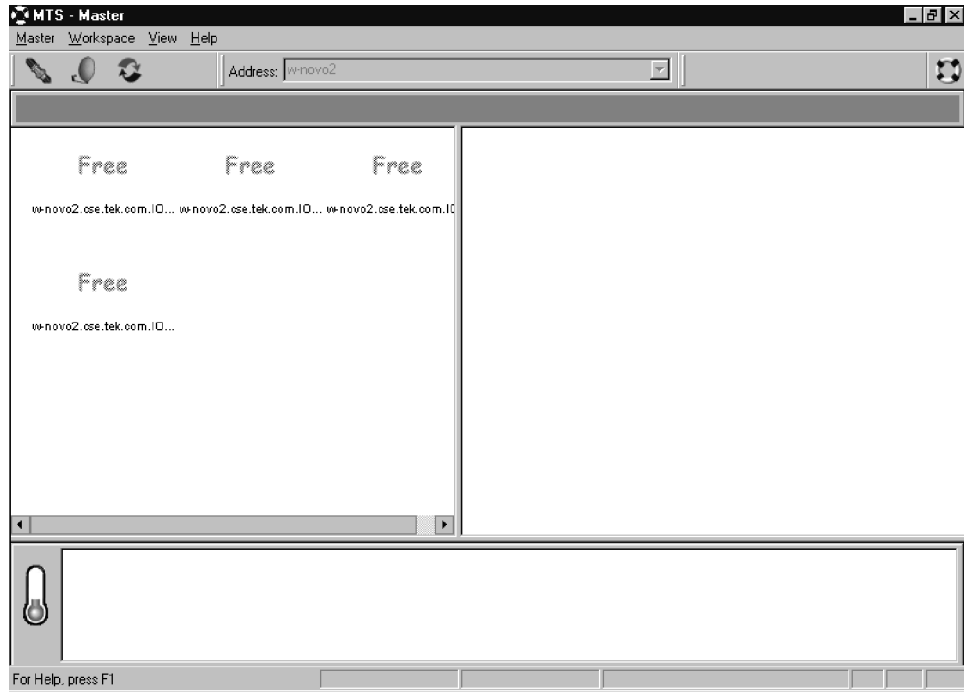 MTS - Master
Master Workspace View Help
Address: w-novo2
Free Free Free
w-novo2.cse.tek.com.IO... w-novo2.cse.tek.com.IO... w-novo2.cse.tek.com.IO
Free
w-novo2.cse.tek.com.IO...
For Help, press F1